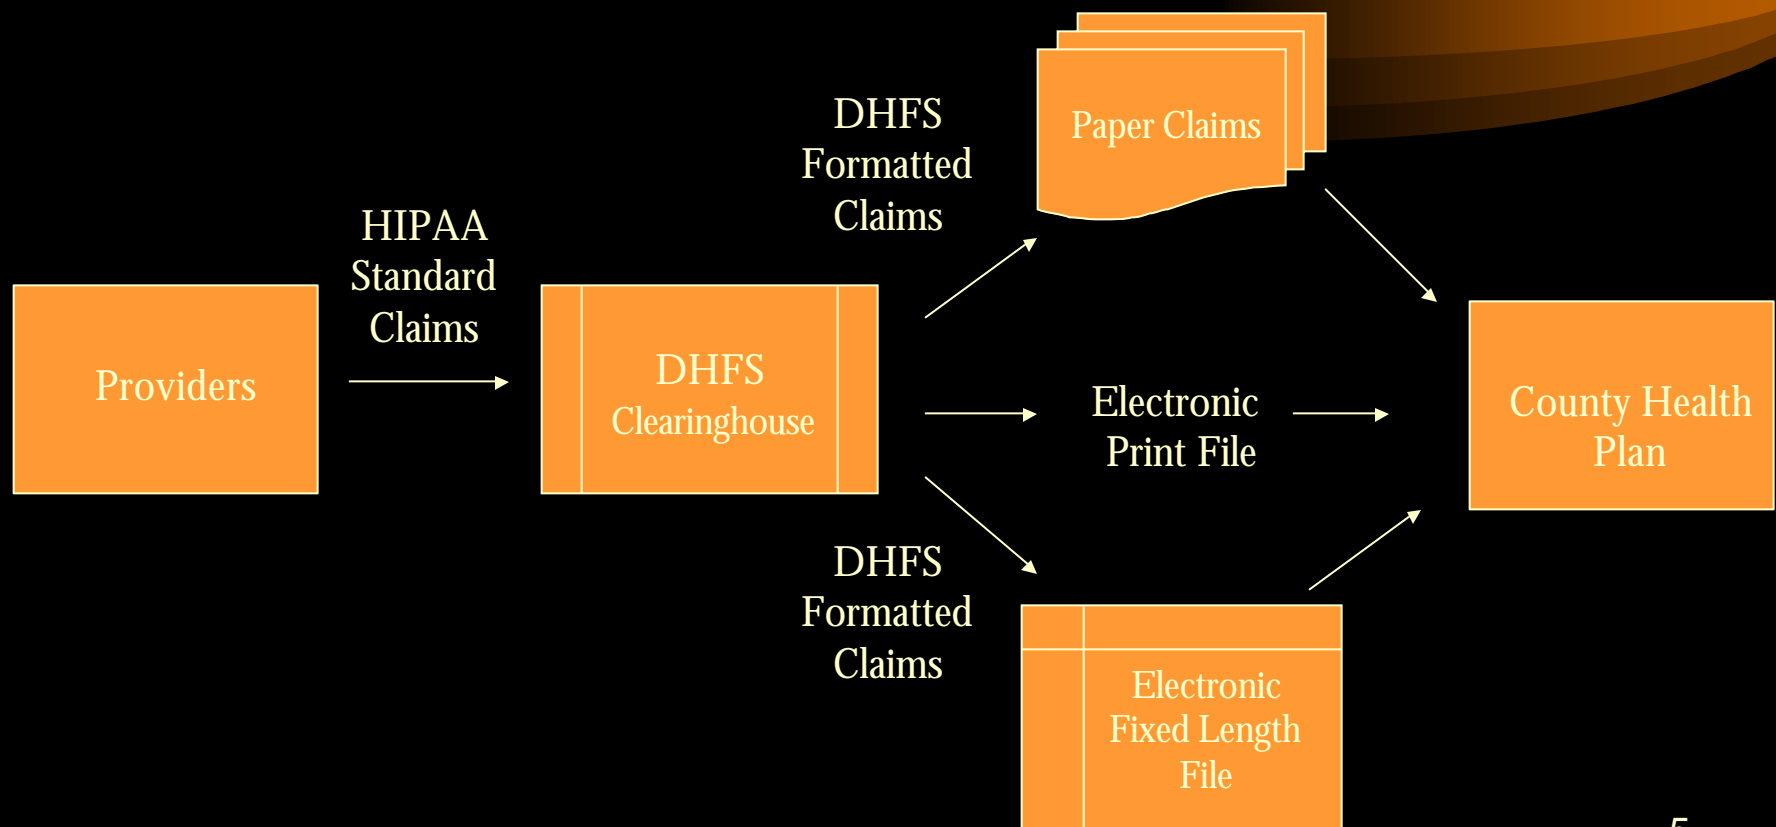 Providers
HIPAA
Standard
Claims
DHFS
Clearinghouse
DHFS
Formatted
Claims
Paper Claims
Electronic
Print File
DHFS
Formatted
Claims
Electronic
Fixed Length
File
County Health
Plan
5